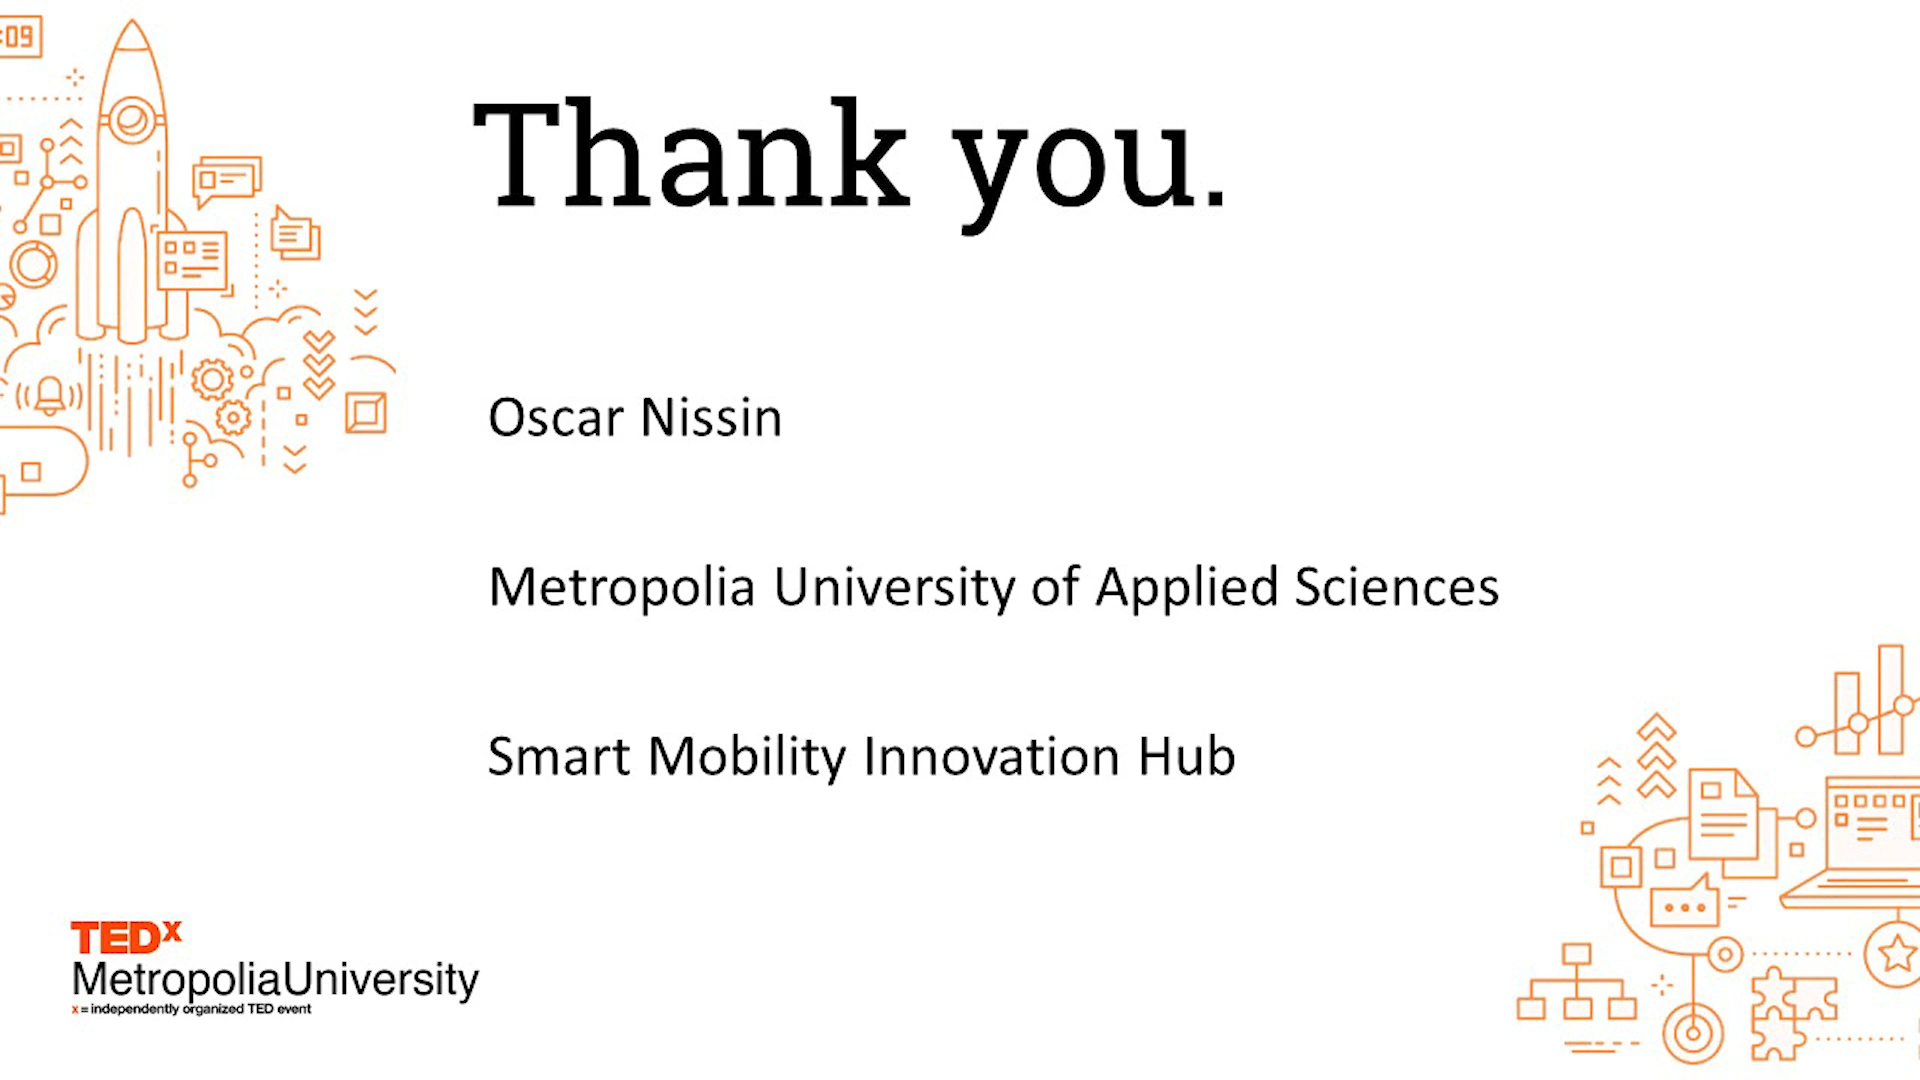 :09
Thank you.
Oscar Nissin
Metropolia University of Applied Sciences
Smart Mobility Innovation Hub
TEDx
MetropoliaUniversity
x = independently organized TED event